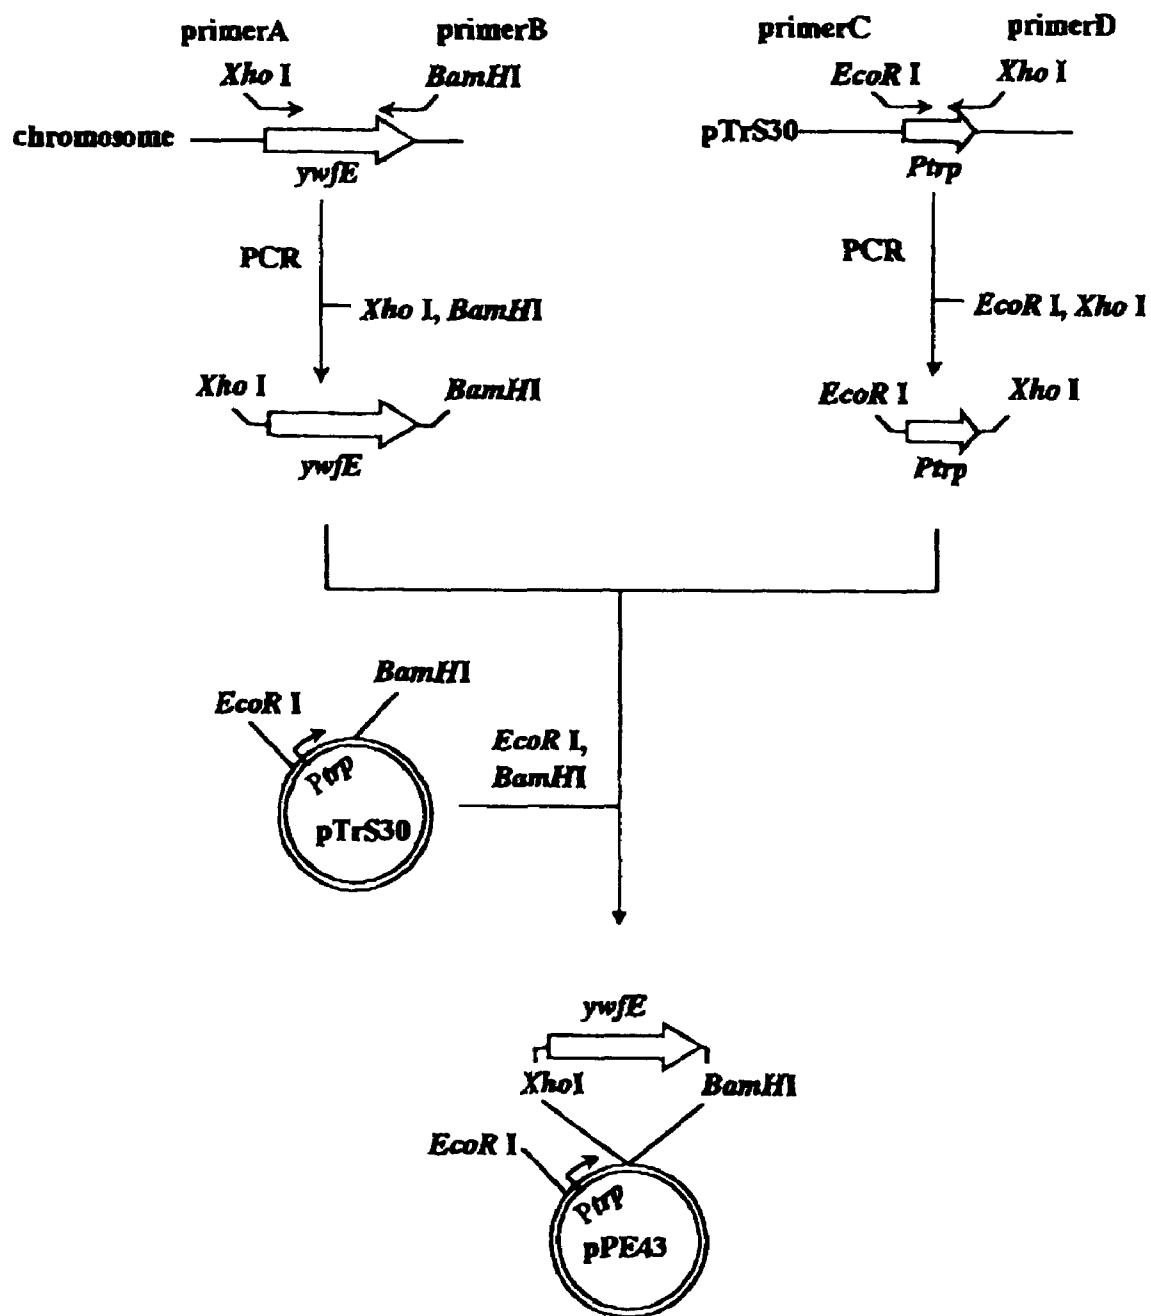 primerA
primerB
primerC
primerD
Xho I
BamHI
EcoR I
Xho I
chromosome
ywfE
pTrS30
Ptrp
PCR
PCR
Xho I, BamHI
EcoR I, Xho I
Xho I
BamHI
EcoR I
Xho I
ywfE
Ptrp
BamHI
EcoR I
Ptrp
pTrS30
EcoR I,
BamHI
ywfE
XhoI
BamHI
EcoR I
Ptrp
pPE43